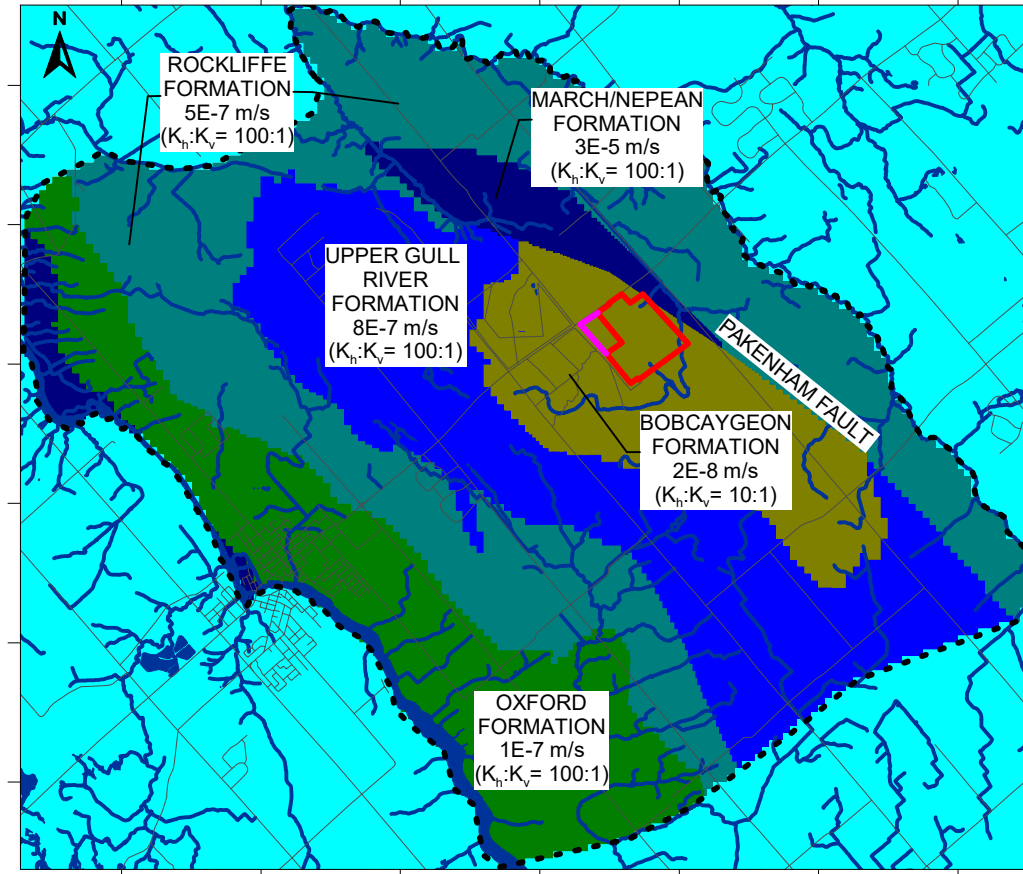 N
ROCKLIFFE
FORMATION
5E-7 m/s
(Kh:Kv= 100:1)
MARCH/NEPEAN
FORMATION
3E-5 m/s
(Kh:Kv= 100:1)
UPPER GULL
RIVER
FORMATION
8E-7 m/s
(Kh:Kv= 100:1)
PAKENHAM FAULT
BOBCAYGEON
FORMATION
2E-8 m/s
(Kh:Kv= 10:1)
OXFORD
FORMATION
1E-7 m/s
(Kh:Kv= 100:1)